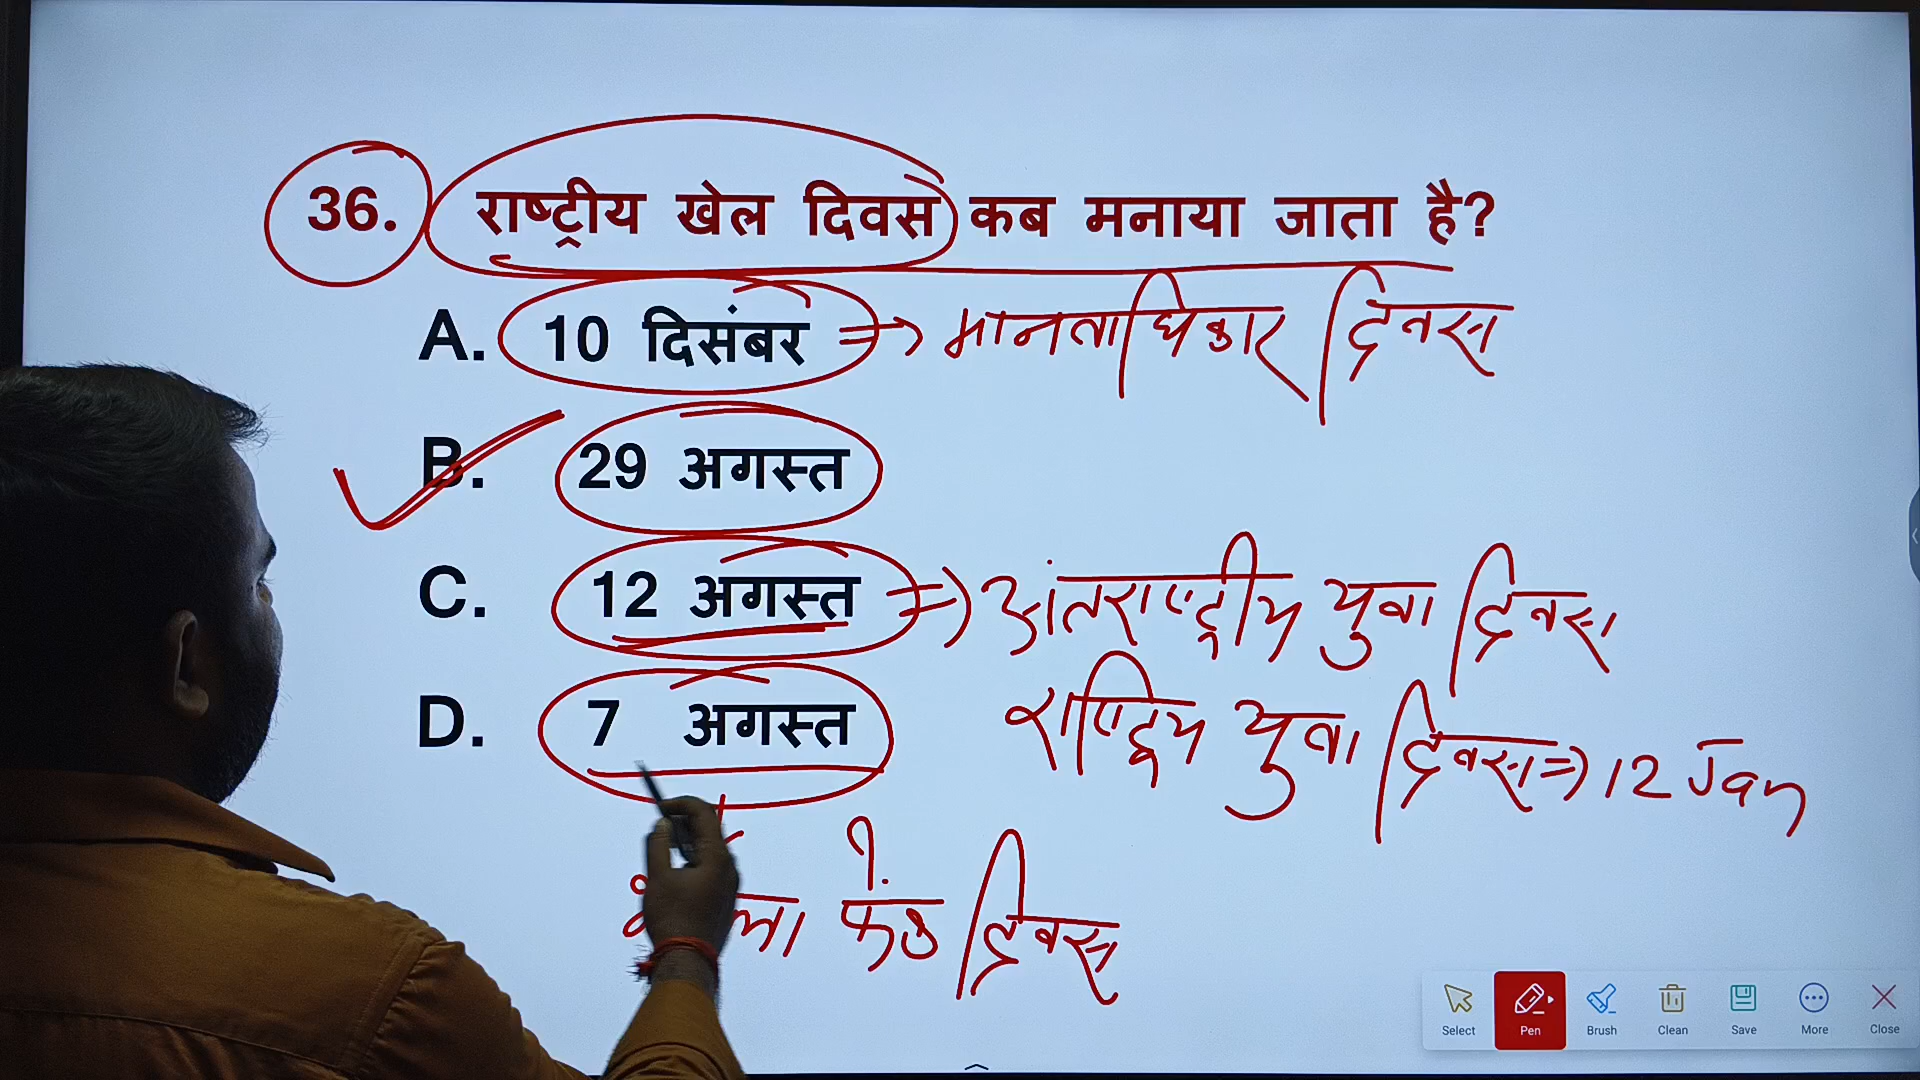 36. राष्ट्रीय खेल दिवस कब मनाया जाता है?
A. 10 दिसंबर => मानवाधिकार दिवस
B. 29 अगस्त
C. 12 अगस्त => अंतराष्ट्रीय युवा दिवस
राष्ट्रिय युवा दिवस => 12 Jan
D. 7 अगस्त
दिवस
Select Pen Brush Clean Save More Close